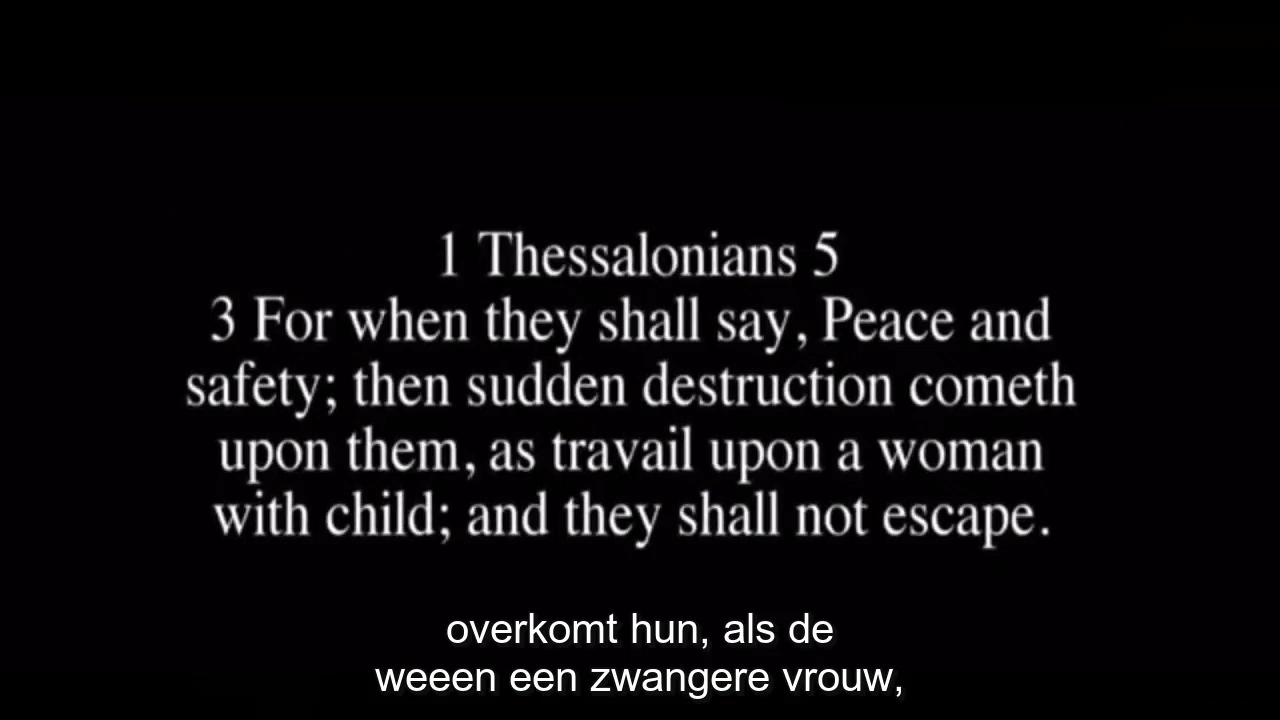 1 Thessalonians 5
3 For when they shall say, Peace and
safety; then sudden destruction cometh
upon them, as travail upon a woman
with child; and they shall not escape.
overkomt hun, als de
weeen een zwangere vrouw,